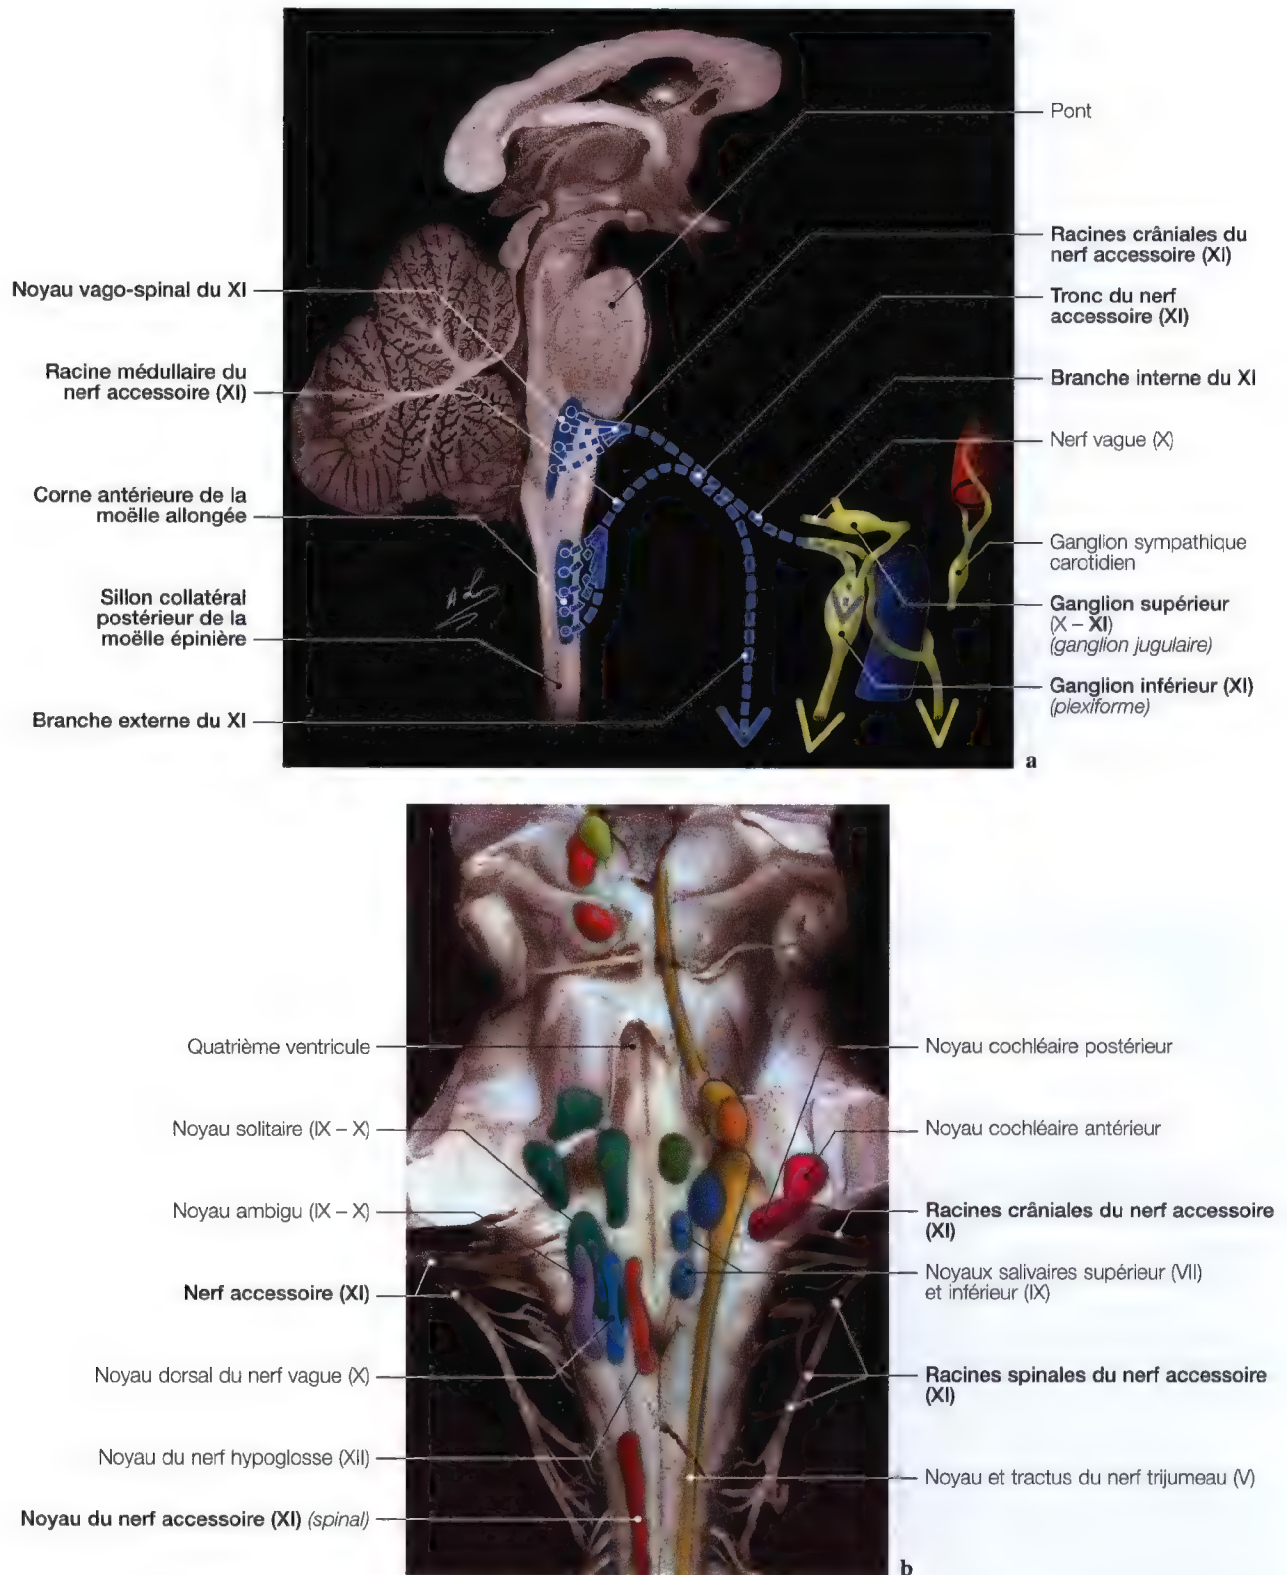 Pont
Racines crâniales du
nerf accessoire (XI)
Tronc du nerf
accessoire (XI)
Branche interne du XI
Nerf vague (X)
Ganglion sympathique
carotidien
Ganglion supérieur
(X – XI)
(ganglion jugulaire)
Ganglion inférieur (XI)
(plexiforme)
Noyau vago-spinal du XI
Racine médullaire du
nerf accessoire (XI)
Corne antérieure de la
moëlle allongée
Sillon collatéral
postérieur de la
moëlle épinière
Branche externe du XI
a
Quatrième ventricule
Noyau solitaire (IX – X)
Noyau ambigu (IX – X)
Nerf accessoire (XI)
Noyau dorsal du nerf vague (X)
Noyau du nerf hypoglosse (XII)
Noyau du nerf accessoire (XI) (spinal)
Noyau cochléaire postérieur
Noyau cochléaire antérieur
Racines crâniales du nerf accessoire
(XI)
Noyaux salivaires supérieur (VII)
et inférieur (IX)
Racines spinales du nerf accessoire
(XI)
Noyau et tractus du nerf trijumeau (V)
b